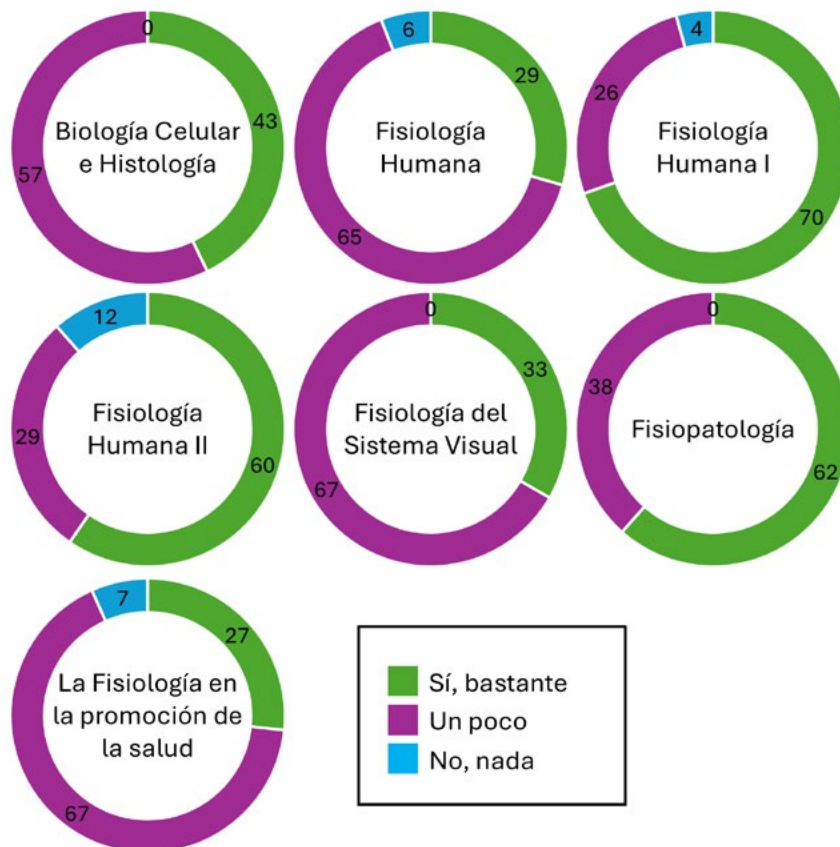 0
43
57
Biología Celular
e Histología
6
29
65
Fisiología
Humana
4
26
70
Fisiología
Humana I
12
29
60
Fisiología
Humana II
0
33
67
Fisiología del
Sistema Visual
0
38
62
Fisiopatología
7
27
67
La Fisiología en
la promoción de
la salud
Sí, bastante
Un poco
No, nada